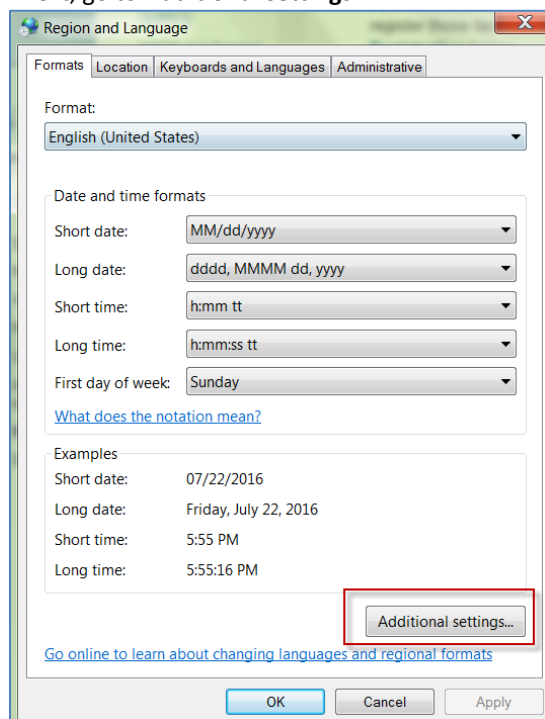 Region and Language
Formats Location Keyboards and Languages Administrative
Format:
English (United States)
Date and time formats
Short date: MM/dd/yyyy
Long date: dddd, MMMM dd, yyyy
Short time: h:mm tt
Long time: h:mm:ss tt
First day of week: Sunday
What does the notation mean?
Examples
Short date: 07/22/2016
Long date: Friday, July 22, 2016
Short time: 5:55 PM
Long time: 5:55:16 PM
Additional settings...
Go online to learn about changing languages and regional formats
OK Cancel Apply